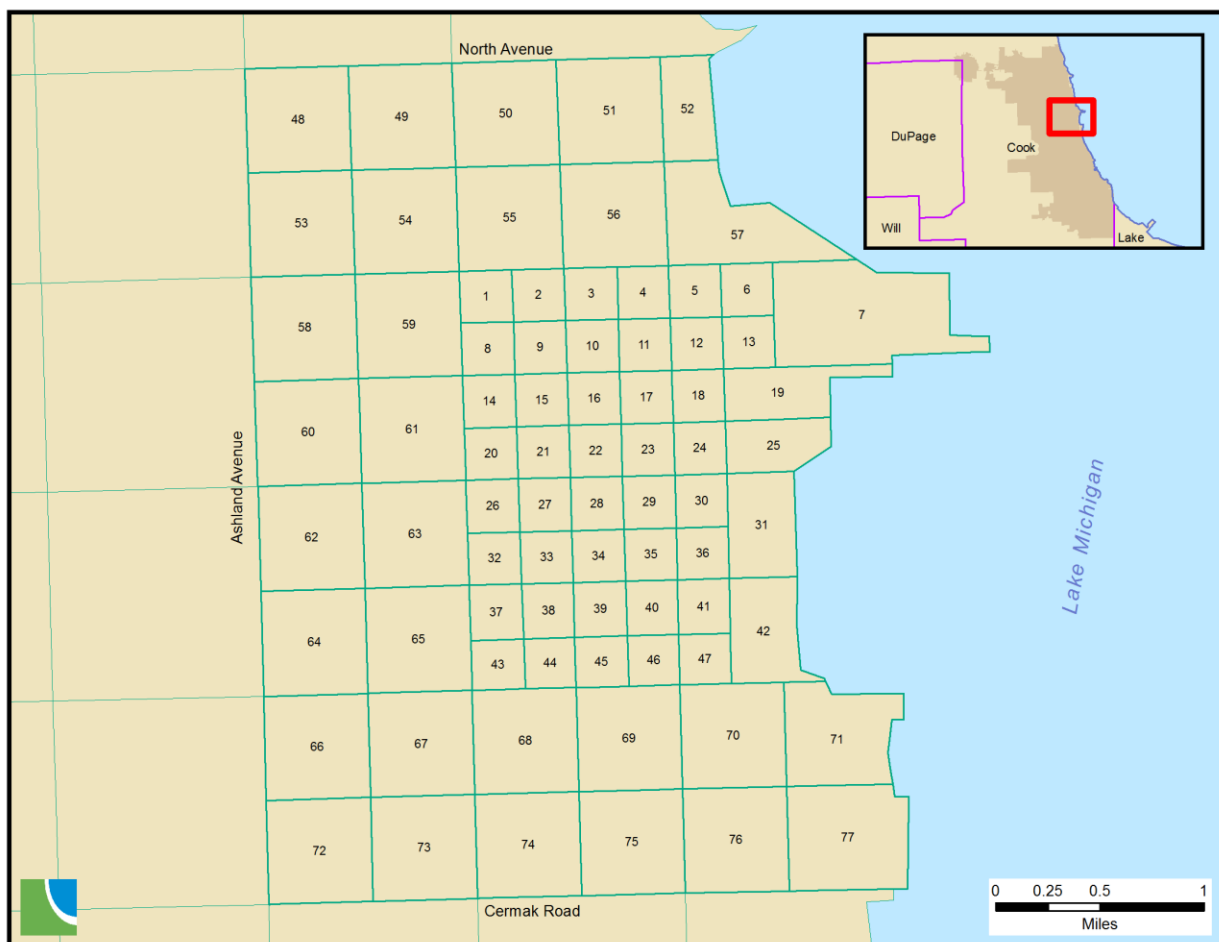 North Avenue
48 49 50 51 52
53 54 55 56 57
58 59 1 2 3 4 5 6 7
8 9 10 11 12 13
60 61 14 15 16 17 18 19
20 21 22 23 24 25
62 63 26 27 28 29 30 31
32 33 34 35 36
64 65 37 38 39 40 41 42
43 44 45 46 47
66 67 68 69 70 71
72 73 74 75 76 77
Cermak Road
Ashland Avenue
Lake Michigan
DuPage
Cook
Will
Lake
0 0.25 0.5 1
Miles